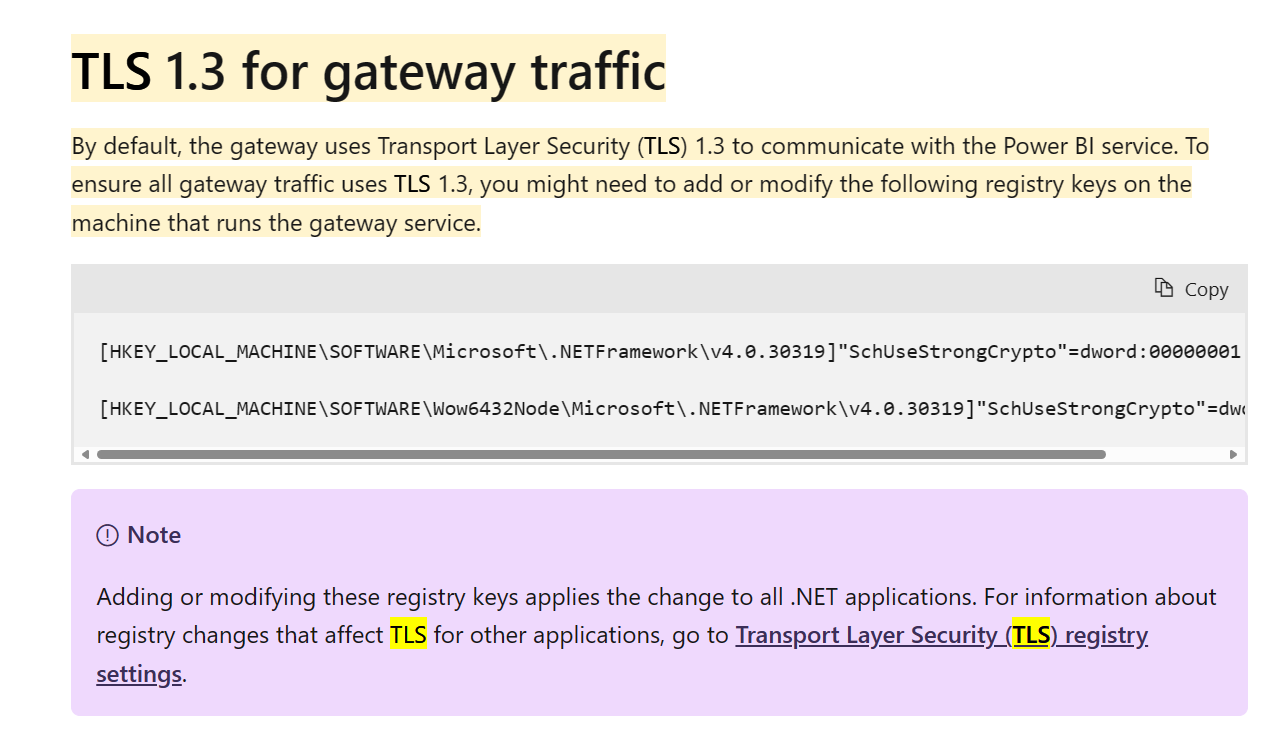 TLS 1.3 for gateway traffic
By default, the gateway uses Transport Layer Security (TLS) 1.3 to communicate with the Power BI service. To
ensure all gateway traffic uses TLS 1.3, you might need to add or modify the following registry keys on the
machine that runs the gateway service.
Copy
[HKEY_LOCAL_MACHINE\SOFTWARE\Microsoft\.NETFramework\v4.0.30319]"SchUseStrongCrypto"=dword:00000001
[HKEY_LOCAL_MACHINE\SOFTWARE\Wow6432Node\Microsoft\.NETFramework\v4.0.30319]"SchUseStrongCrypto"=dwo
Note
Adding or modifying these registry keys applies the change to all .NET applications. For information about
registry changes that affect TLS for other applications, go to Transport Layer Security (TLS) registry
settings.